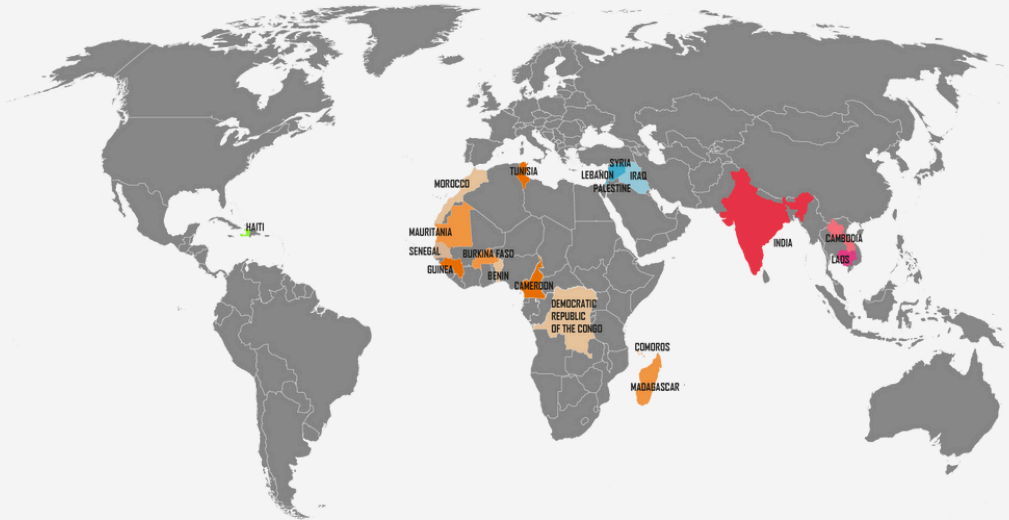 SYRIA
TUNISIA
LEBANON
IRAQ
MOROCCO
PALESTINE
HAITI
MAURITANIA
CAMBODIA
INDIA
SENEGAL
BURKINA FASO
LAOS
GUINEA
BENIN
CAMEROON
DEMOCRATIC
REPUBLIC
OF THE CONGO
COMOROS
MADAGASCAR